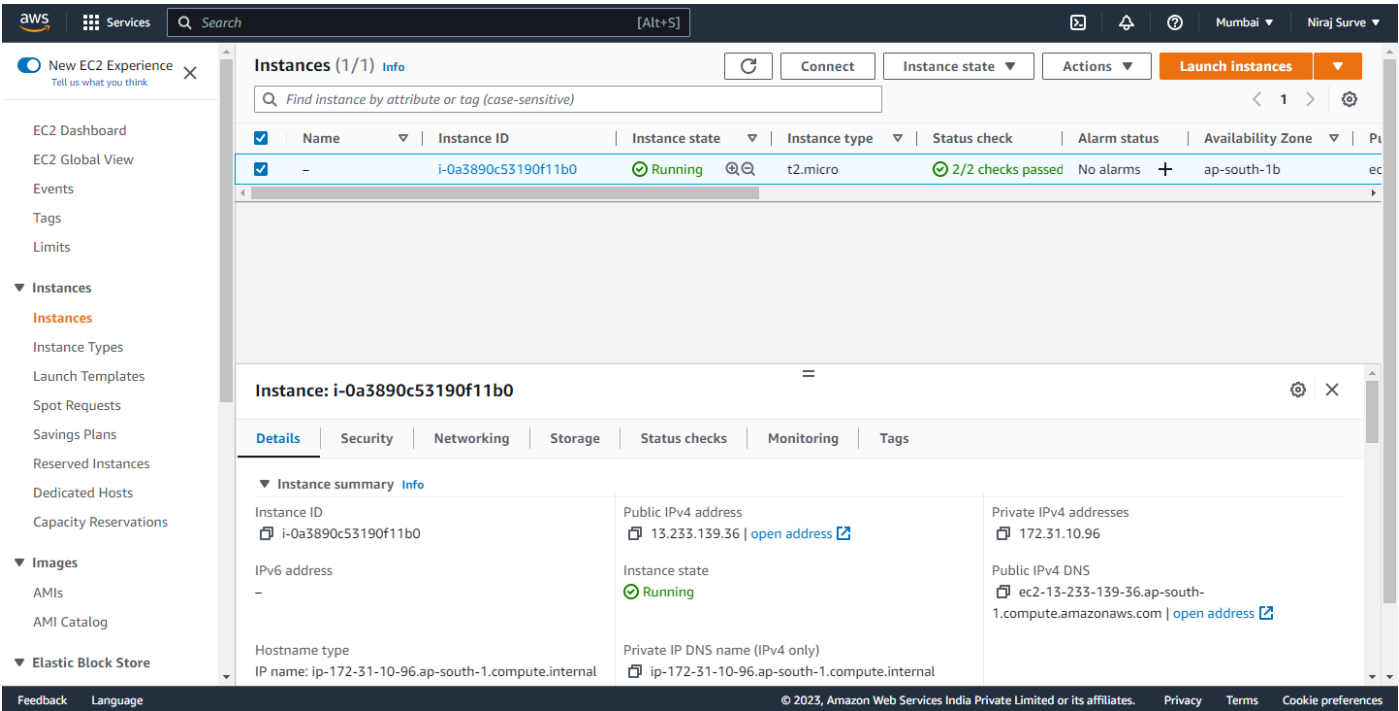 aws Services Search [Alt+S] Mumbai Niraj Surve
New EC2 Experience
Tell us what you think
EC2 Dashboard
EC2 Global View
Events
Tags
Limits
Instances
Instances
Instance Types
Launch Templates
Spot Requests
Savings Plans
Reserved Instances
Dedicated Hosts
Capacity Reservations
Images
AMIs
AMI Catalog
Elastic Block Store
Instances (1/1) Info Connect Instance state Actions Launch instances
Find instance by attribute or tag (case-sensitive) 1
Name Instance ID Instance state Instance type Status check Alarm status Availability Zone
– i-0a3890c53190f11b0 Running t2.micro 2/2 checks passed No alarms ap-south-1b
Instance: i-0a3890c53190f11b0
Details Security Networking Storage Status checks Monitoring Tags
Instance summary Info
Instance ID Public IPv4 address Private IPv4 addresses
i-0a3890c53190f11b0 13.233.139.36 | open address 172.31.10.96
IPv6 address Instance state Public IPv4 DNS
– Running ec2-13-233-139-36.ap-south-
1.compute.amazonaws.com | open address
Hostname type Private IP DNS name (IPv4 only)
IP name: ip-172-31-10-96.ap-south-1.compute.internal ip-172-31-10-96.ap-south-1.compute.internal
Feedback Language © 2023, Amazon Web Services India Private Limited or its affiliates. Privacy Terms Cookie preferences